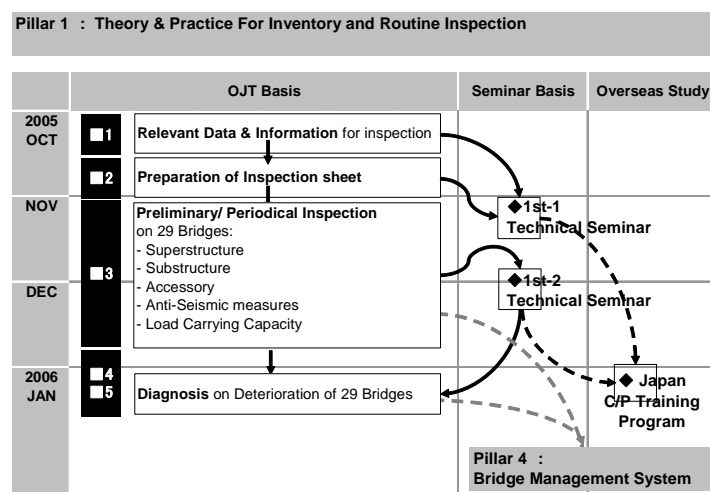 Pillar 1 : Theory & Practice For Inventory and Routine Inspection
OJT Basis
Seminar Basis
Overseas Study
2005
OCT
■1
Relevant Data & Information for inspection
■2
Preparation of Inspection sheet
NOV
Preliminary/ Periodical Inspection
on 29 Bridges:
- Superstructure
- Substructure
- Accessory
- Anti-Seismic measures
- Load Carrying Capacity
■3
◆1st-1
Technical Seminar
◆1st-2
Technical Seminar
DEC
2006
JAN
■4
■5
Diagnosis on Deterioration of 29 Bridges
◆ Japan
C/P Training
Program
Pillar 4 :
Bridge Management System